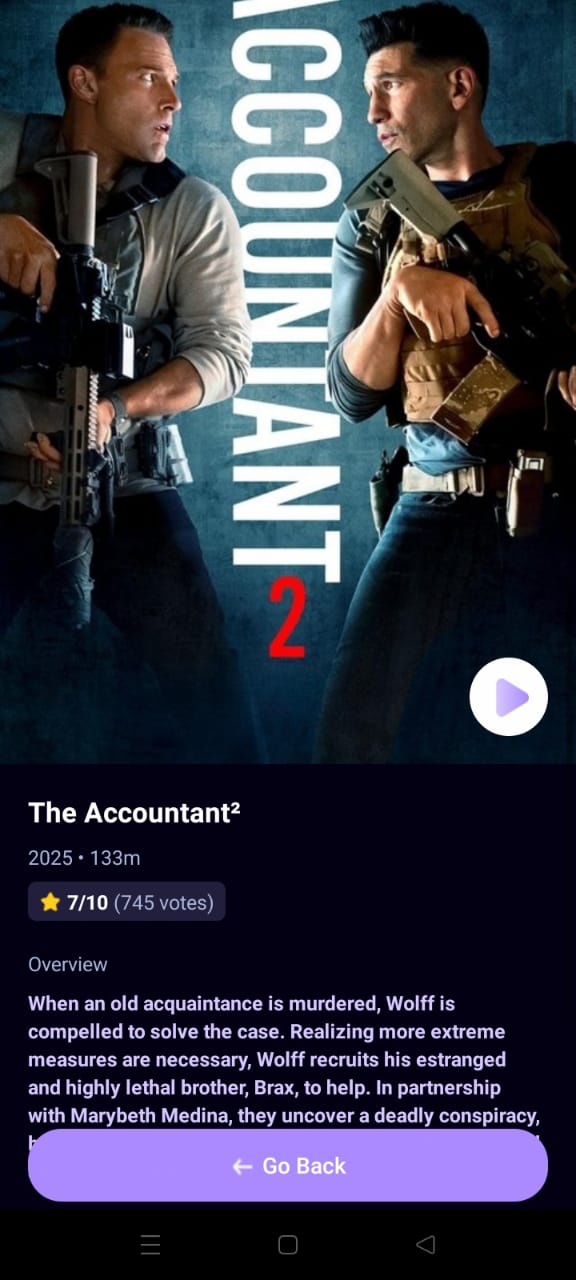 ACCOUNTANT
2
The Accountant²
2025 • 133m
7/10 (745 votes)
Overview
When an old acquaintance is murdered, Wolff is
compelled to solve the case. Realizing more extreme
measures are necessary, Wolff recruits his estranged
and highly lethal brother, Brax, to help. In partnership
with Marybeth Medina, they uncover a deadly conspiracy,
Go Back